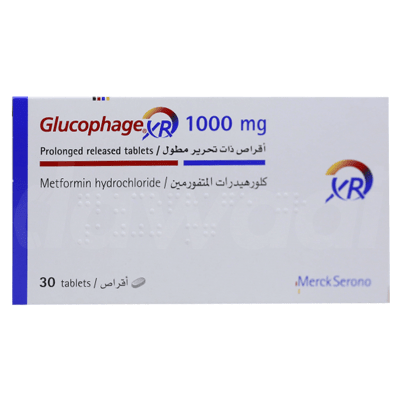 Glucophage XR 1000 mg
Prolonged released tablets / أقراص ذات تحرير مطول
Metformin hydrochloride / كلورهيدرات المتفورمين
XR
30 tablets / أقراص
MerckSerono